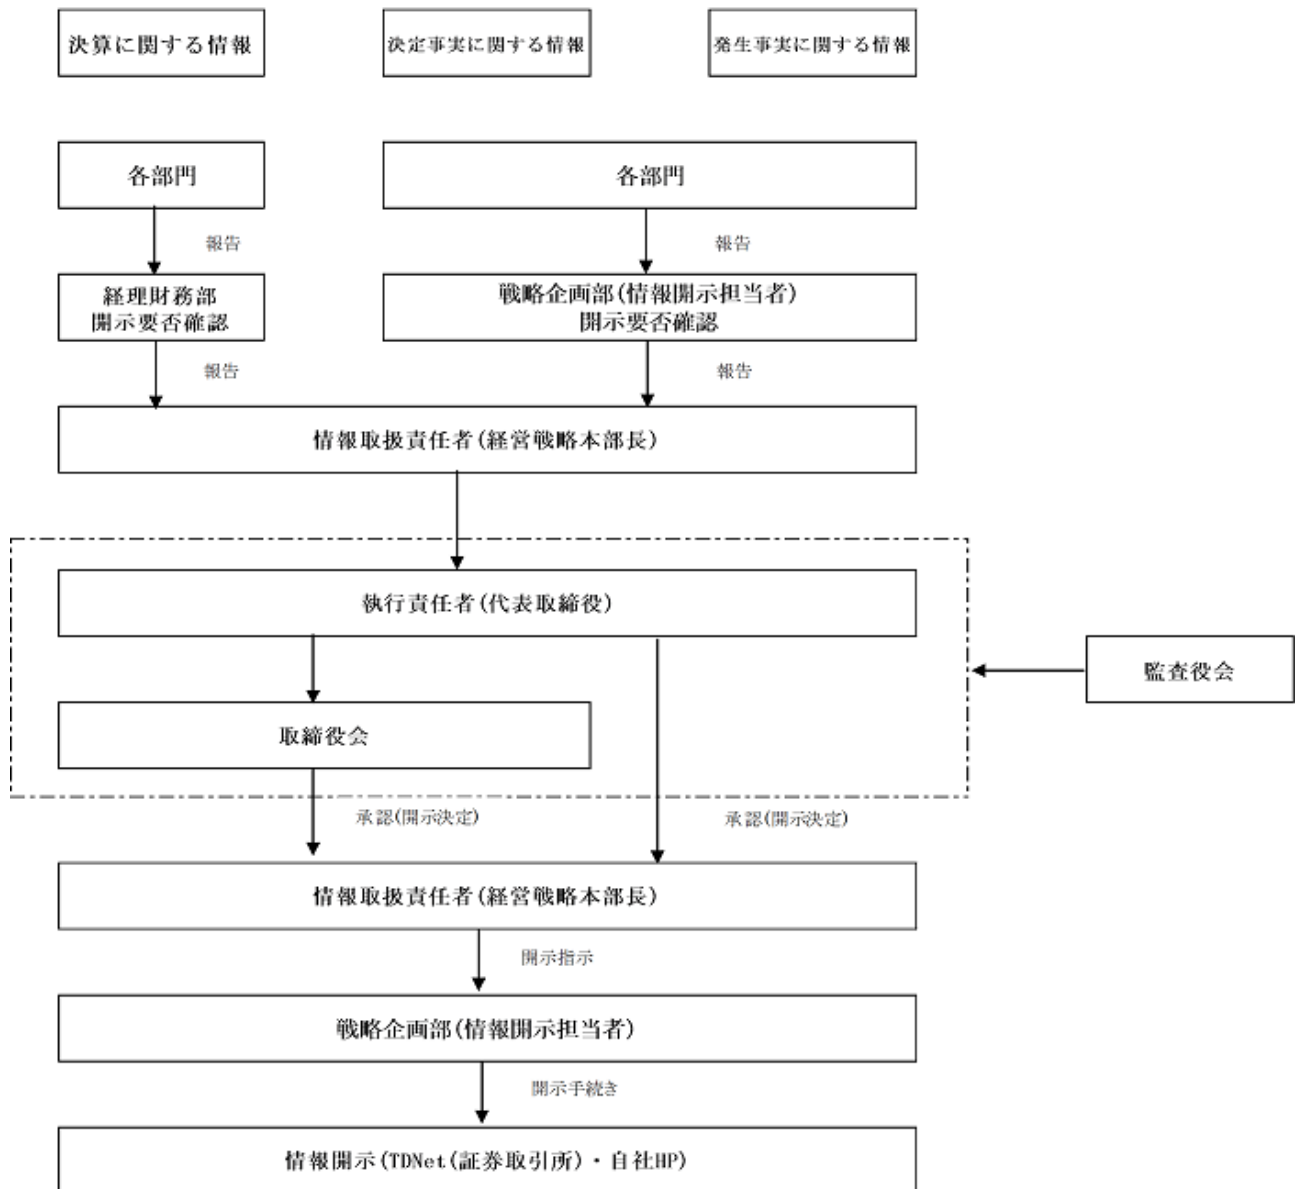 決算に関する情報
決定事実に関する情報
発生事実に関する情報
各部門
各部門
報告
報告
経理財務部
開示要否確認
戦略企画部(情報開示担当者)
開示要否確認
報告
報告
情報取扱責任者(経営戦略本部長)
執行責任者(代表取締役)
監査役会
取締役会
承認(開示決定)
承認(開示決定)
情報取扱責任者(経営戦略本部長)
開示指示
戦略企画部(情報開示担当者)
開示手続き
情報開示(TDNet(証券取引所)・自社HP)